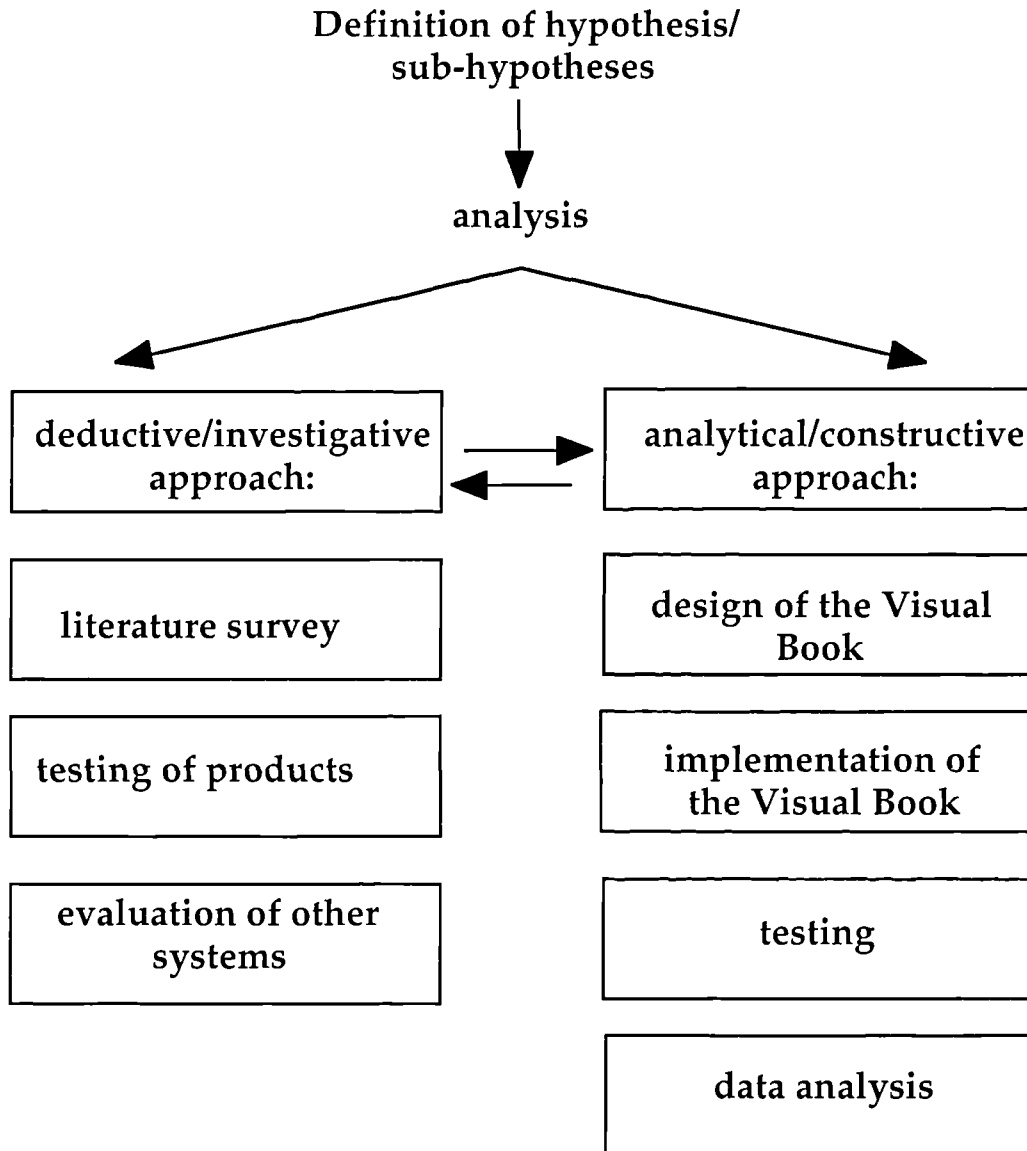 Definition of hypothesis/
sub-hypotheses
analysis
deductive/investigative
approach:
literature survey
testing of products
evaluation of other
systems
analytical/constructive
approach:
design of the Visual
Book
implementation of
the Visual Book
testing
data analysis